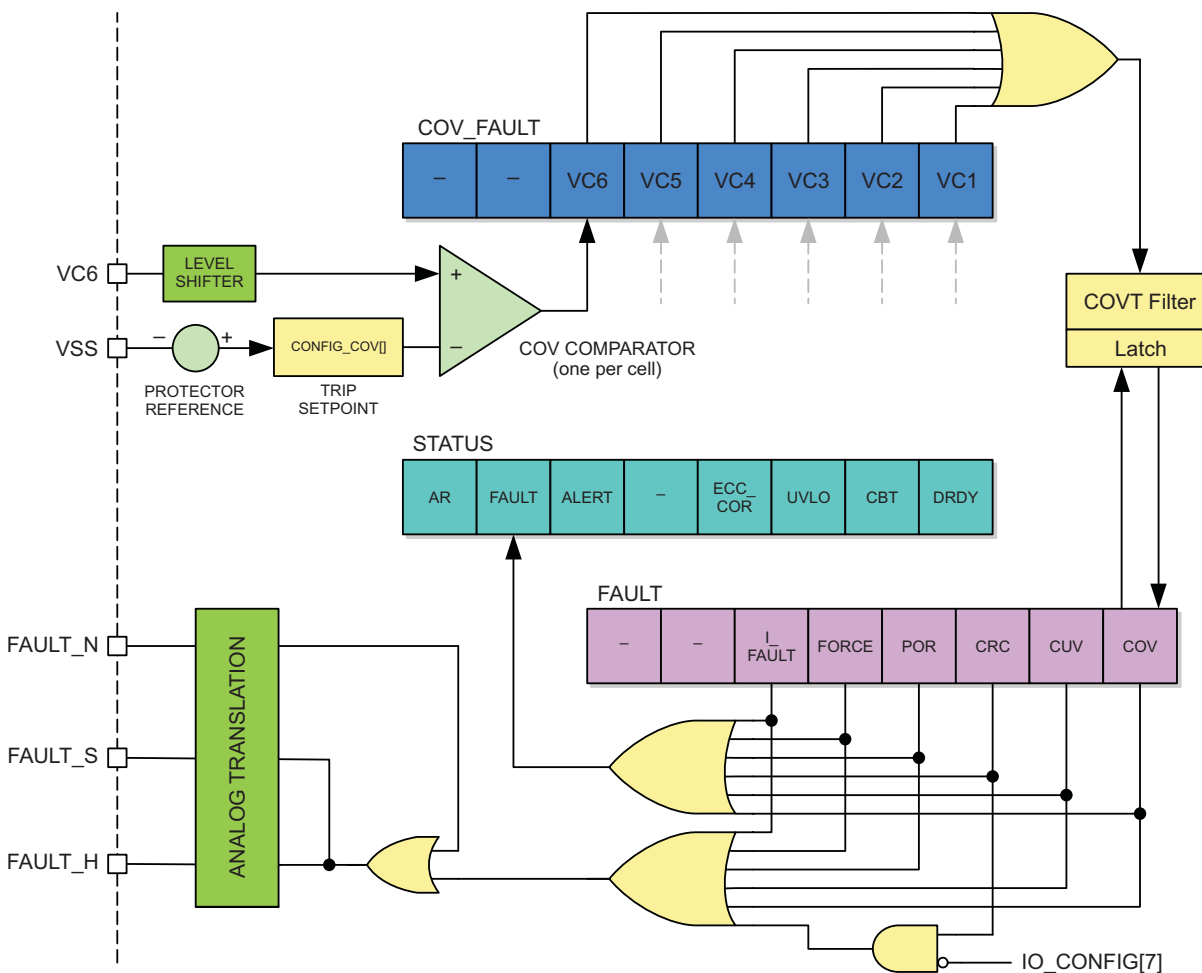 COV_FAULT
–
–
VC6
VC5
VC4
VC3
VC2
VC1
VC6
LEVEL
SHIFTER
+
–
VSS
–
+
CONFIG_COV[]
PROTECTOR
REFERENCE
TRIP
SETPOINT
COV COMPARATOR
(one per cell)
COVT Filter
Latch
STATUS
AR
FAULT
ALERT
–
ECC_
COR
UVLO
CBT
DRDY
FAULT
–
–
I_
FAULT
FORCE
POR
CRC
CUV
COV
FAULT_N
FAULT_S
FAULT_H
ANALOG TRANSLATION
IO_CONFIG[7]